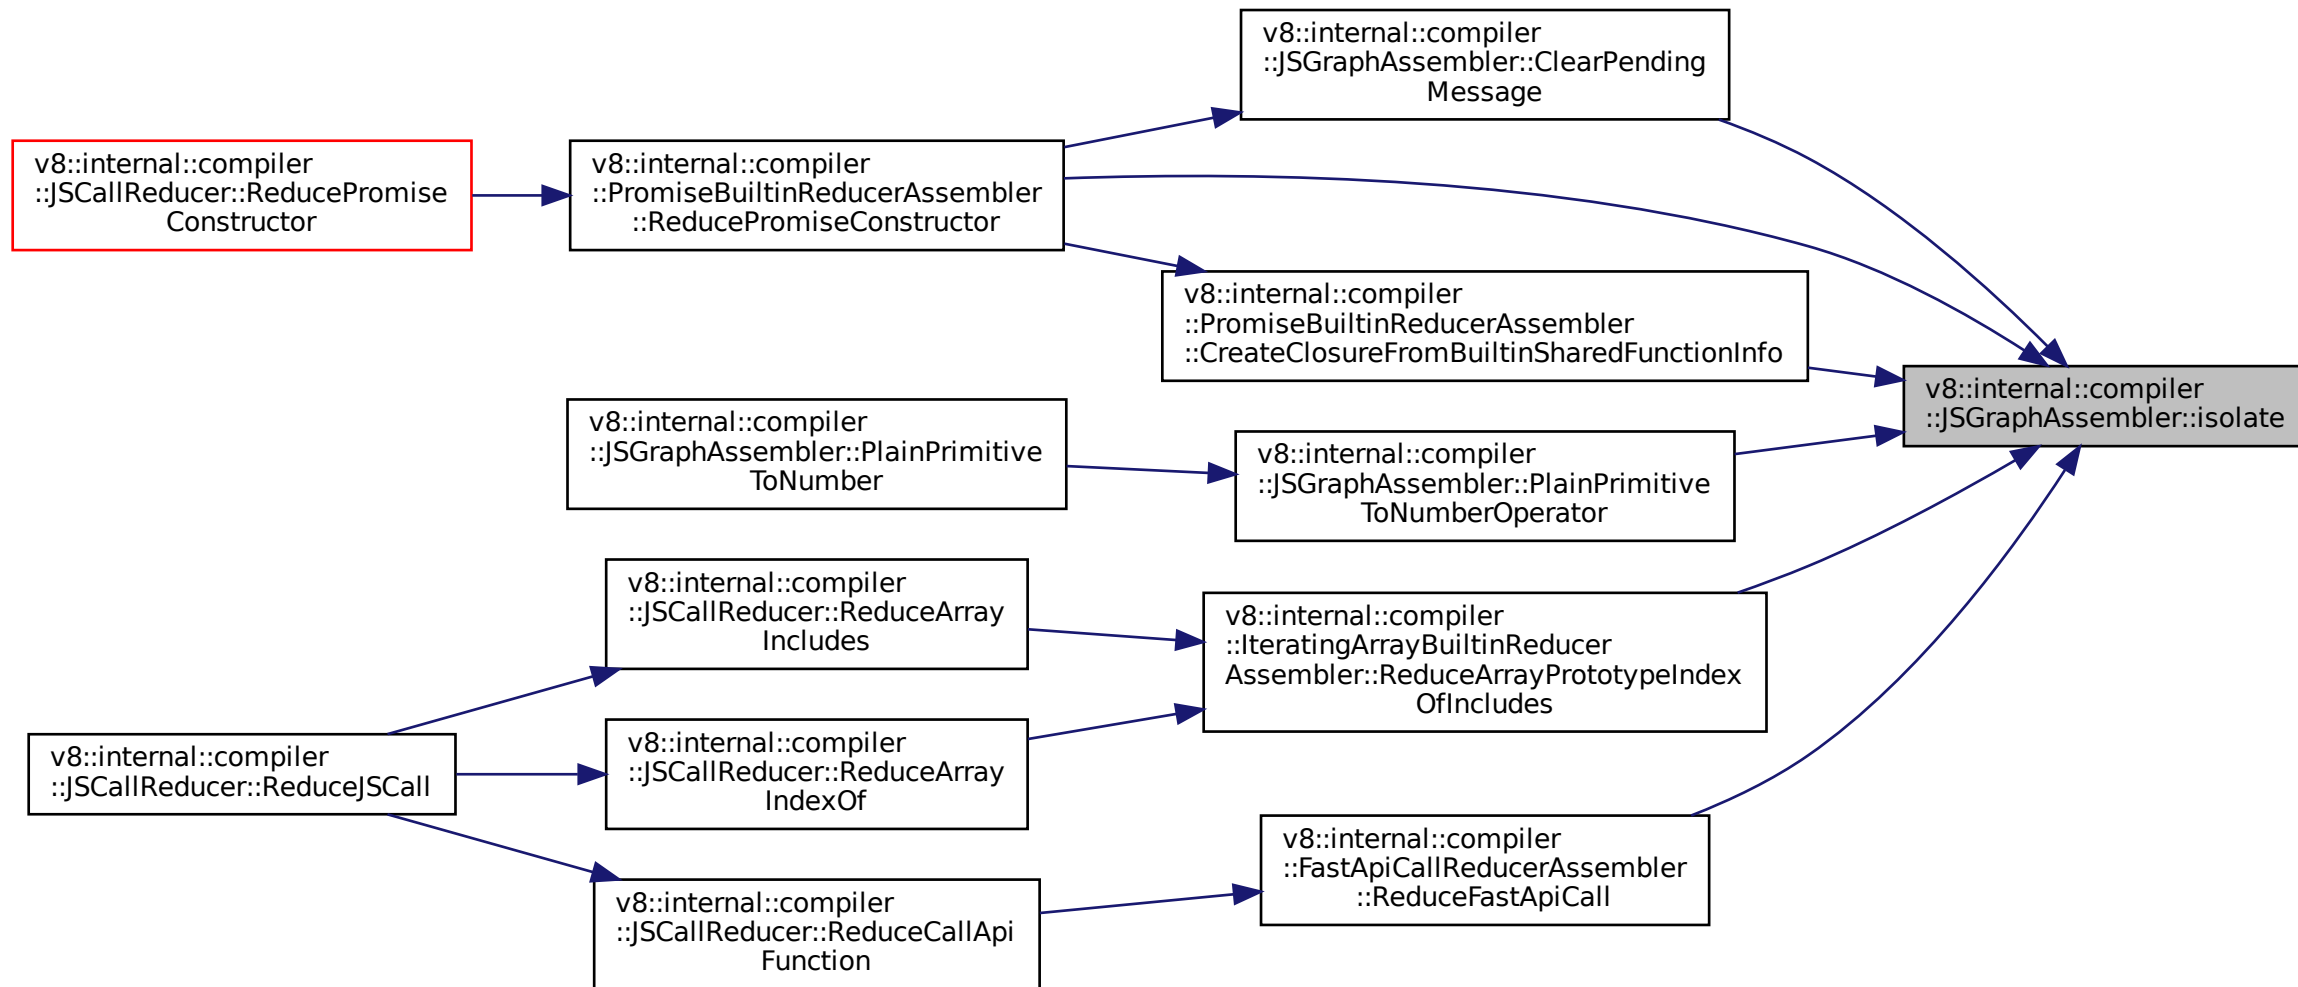 v8::internal::compiler
::JSGraphAssembler::ClearPending
Message
v8::internal::compiler
::JSCallReducer::ReducePromise
Constructor
v8::internal::compiler
::PromiseBuiltinReducerAssembler
::ReducePromiseConstructor
v8::internal::compiler
::PromiseBuiltinReducerAssembler
::CreateClosureFromBuiltinSharedFunctionInfo
v8::internal::compiler
::JSGraphAssembler::isolate
v8::internal::compiler
::JSGraphAssembler::PlainPrimitive
ToNumber
v8::internal::compiler
::JSGraphAssembler::PlainPrimitive
ToNumberOperator
v8::internal::compiler
::JSCallReducer::ReduceArray
Includes
v8::internal::compiler
::IteratingArrayBuiltinReducer
Assembler::ReduceArrayPrototypeIndex
OfIncludes
v8::internal::compiler
::JSCallReducer::ReduceJSCall
v8::internal::compiler
::JSCallReducer::ReduceArray
IndexOf
v8::internal::compiler
::FastApiCallReducerAssembler
::ReduceFastApiCall
v8::internal::compiler
::JSCallReducer::ReduceCallApi
Function